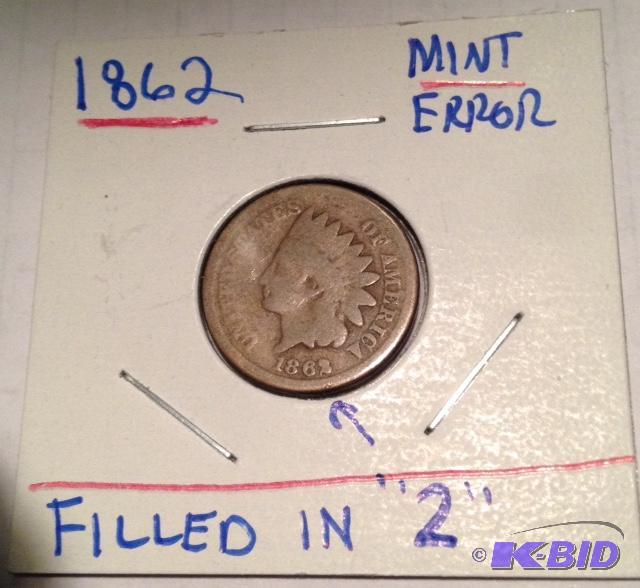 1862
MINT
ERROR
UNITED STATES OF AMERICA
1862
FILLED IN "2"
© K-BID